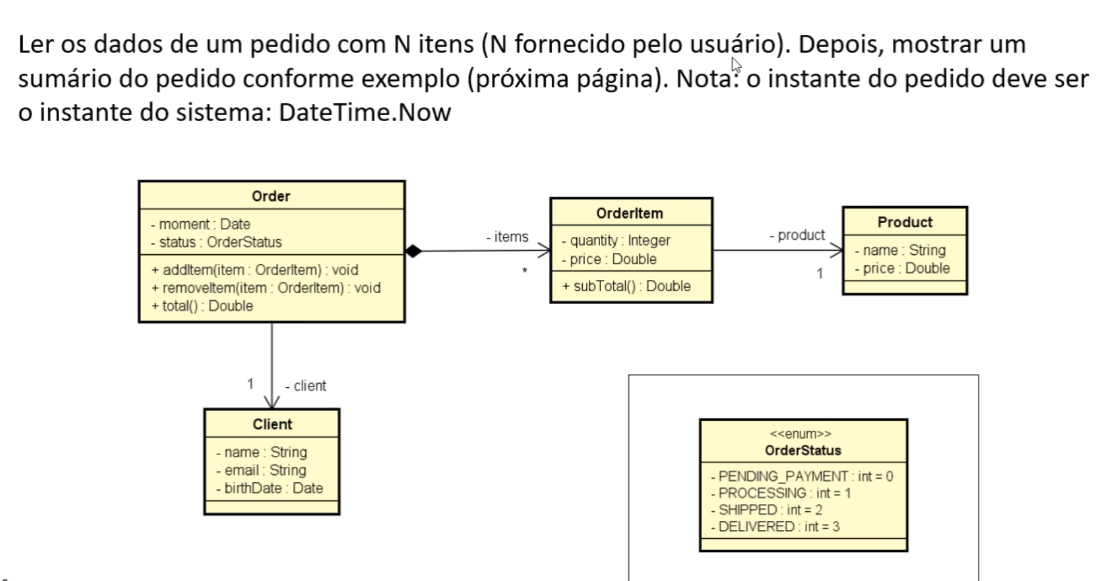 Ler os dados de um pedido com N itens (N fornecido pelo usuário). Depois, mostrar um
sumário do pedido conforme exemplo (próxima página). Nota: o instante do pedido deve ser
o instante do sistema: DateTime.Now
Order
- moment : Date
- status : OrderStatus
+ addItem(item : OrderItem) : void
+ removeItem(item : OrderItem) : void
+ total() : Double
- items
*
OrderItem
- quantity : Integer
- price : Double
+ subTotal() : Double
- product
1
Product
- name : String
- price : Double
1
- client
Client
- name : String
- email : String
- birthDate : Date
<<enum>>
OrderStatus
- PENDING_PAYMENT : int = 0
- PROCESSING : int = 1
- SHIPPED : int = 2
- DELIVERED : int = 3